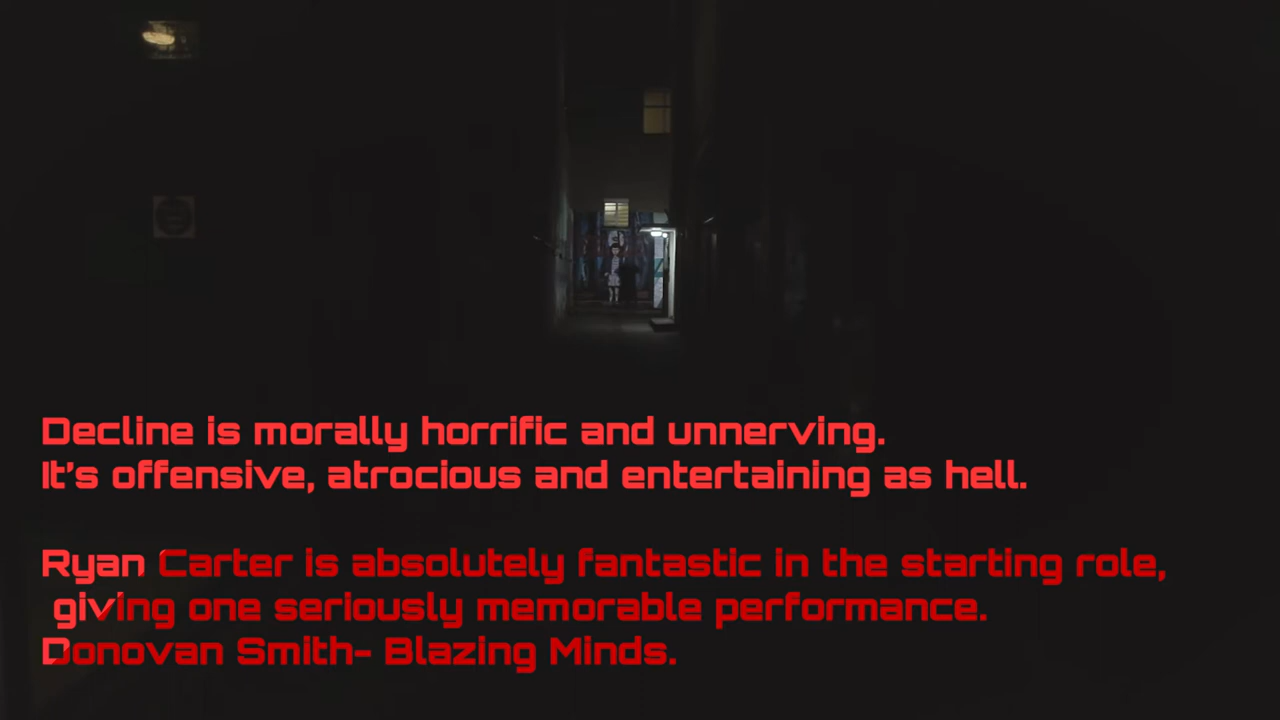 Decline is morally horrific and unnerving.
It's offensive, atrocious and entertaining as hell.
Ryan Carter is absolutely fantastic in the starting role,
giving one seriously memorable performance.
Donovan Smith- Blazing Minds.